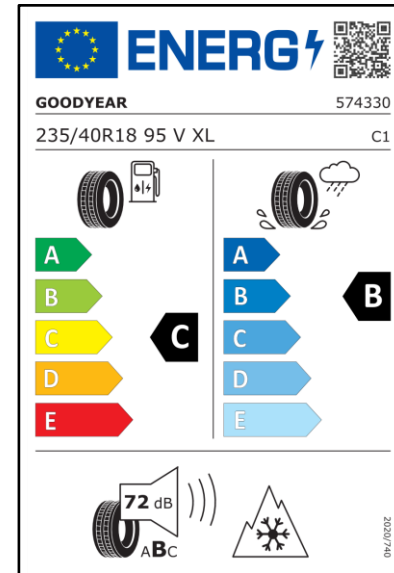 ENERG
GOODYEAR 574330
235/40R18 95 V XL C1
A A
B B B
C C C
D D
E E
72 dB
ABC
2020/740